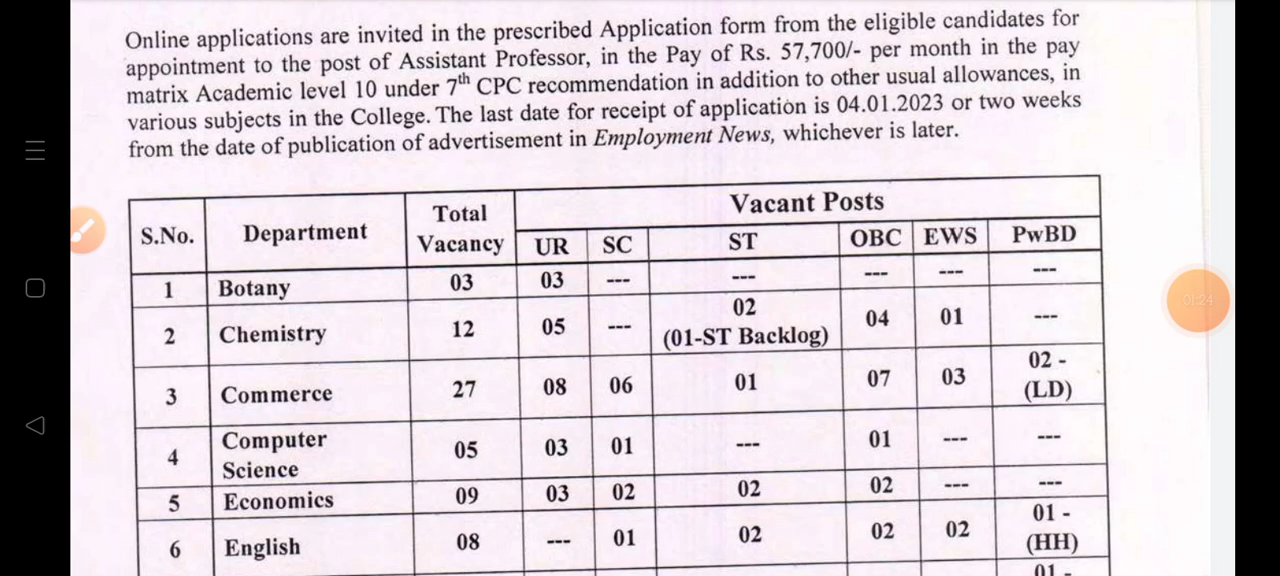 Online applications are invited in the prescribed Application form from the eligible candidates for
appointment to the post of Assistant Professor, in the Pay of Rs. 57,700/- per month in the pay
matrix Academic level 10 under 7th CPC recommendation in addition to other usual allowances, in
various subjects in the College. The last date for receipt of application is 04.01.2023 or two weeks
from the date of publication of advertisement in Employment News, whichever is later.
S.No. Department Total Vacancy Vacant Posts
UR SC ST OBC EWS PwBD
1 Botany 03 03 --- --- --- --- ---
2 Chemistry 12 05 --- 02 (01-ST Backlog) 04 01 ---
3 Commerce 27 08 06 01 07 03 02 - (LD)
4 Computer Science 05 03 01 --- 01 --- ---
5 Economics 09 03 02 02 02 --- ---
6 English 08 --- 01 02 02 02 01 - (HH)
01 -
01:24